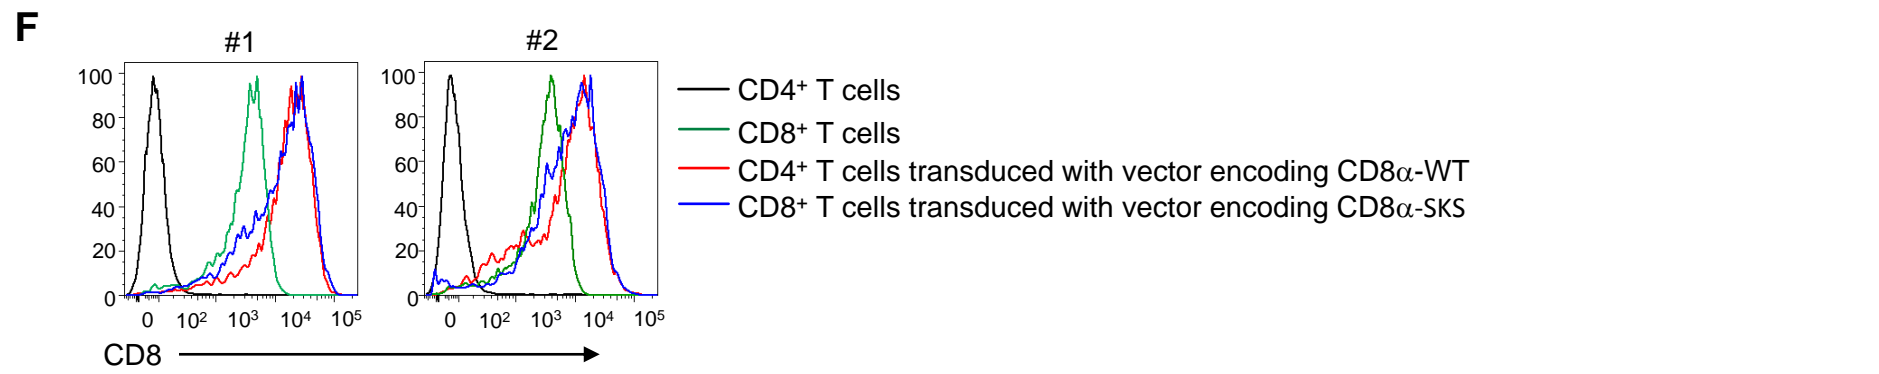 F
#1
#2
100
80
60
40
20
0
0 10² 10³ 10⁴ 10⁵
100
80
60
40
20
0
0 10² 10³ 10⁴ 10⁵
CD8
CD4⁺ T cells
CD8⁺ T cells
CD4⁺ T cells transduced with vector encoding CD8α-WT
CD8⁺ T cells transduced with vector encoding CD8α-SKS